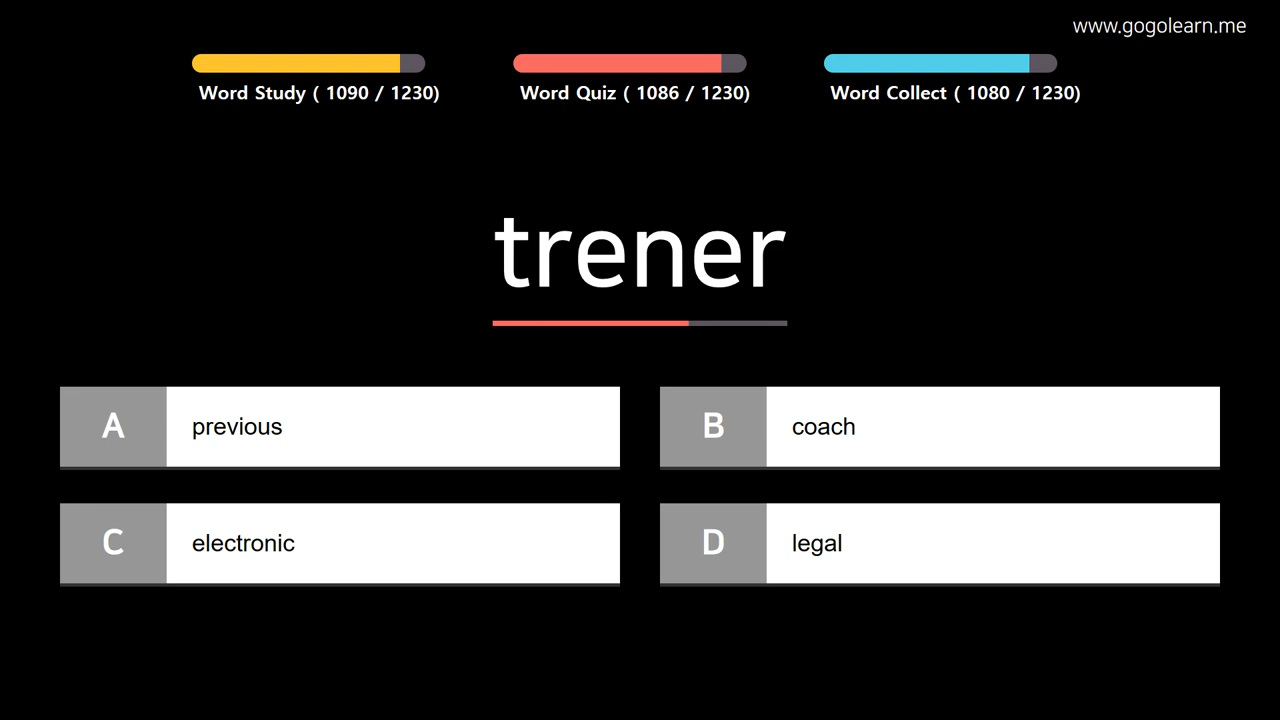 www.gogolearn.me
Word Study ( 1090 / 1230)
Word Quiz ( 1086 / 1230)
Word Collect ( 1080 / 1230)
trener
A previous
B coach
C electronic
D legal